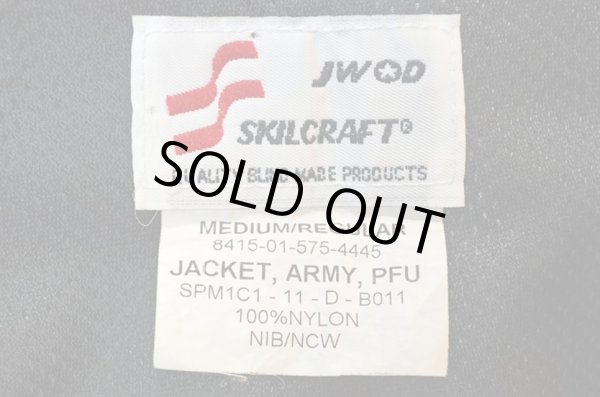 JWOD
SKILCRAFT®
QUALITY BLIND MADE PRODUCTS
SOLD OUT
MEDIUM/REGULAR
8415-01-575-4445
JACKET, ARMY, PFU
SPM1C1 - 11 - D - B011
100%NYLON
NIB/NCW